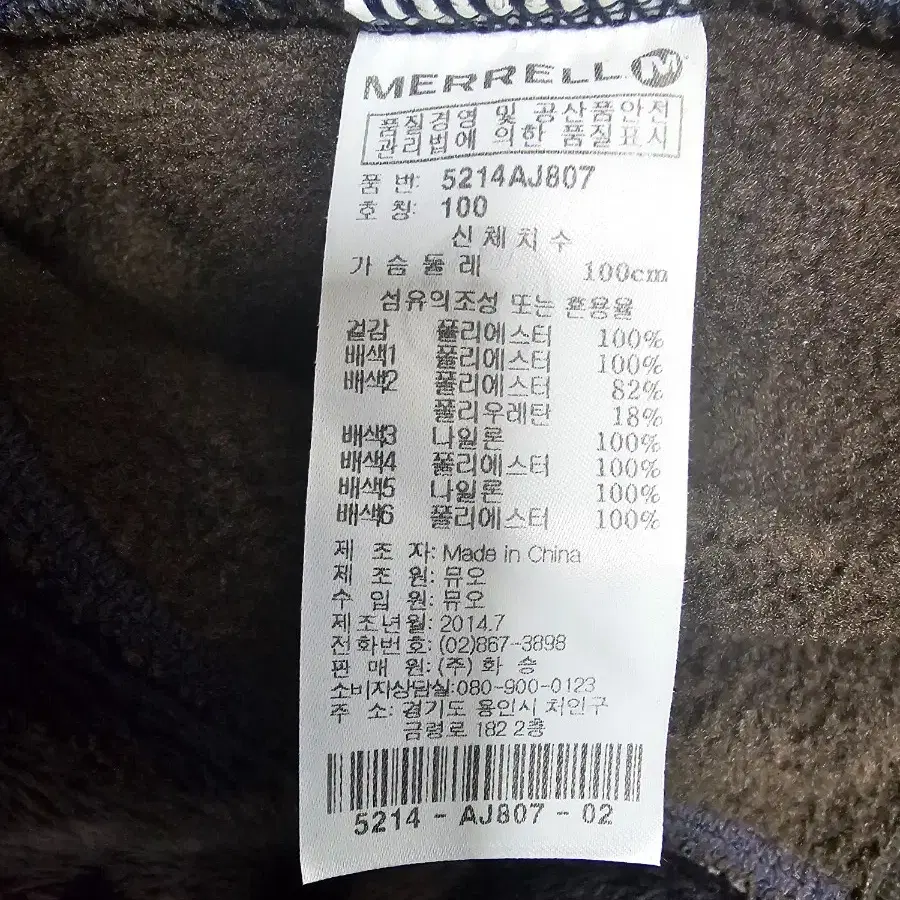 MERRELL
품질경영 및 공산품안전
관리법에 의한 품질표시
품 번: 5214AJ807
호 칭: 100
신체치수
가슴둘레 100cm
섬유의조성 또는 혼용율
겉감 폴리에스터 100%
배색1 폴리에스터 100%
배색2 폴리에스터 82%
폴리우레탄 18%
배색3 나일론 100%
배색4 폴리에스터 100%
배색5 나일론 100%
배색6 폴리에스터 100%
제 조 자: Made in China
제 조 원: 뮤오
수 입 원: 뮤오
제조년월: 2014.7
전화번호: (02)867-3898
판 매 원: (주) 화 승
소비자상담실:080-900-0123
주 소: 경기도 용인시 처인구
금령로 182 2층
5214 - AJ807 - 02